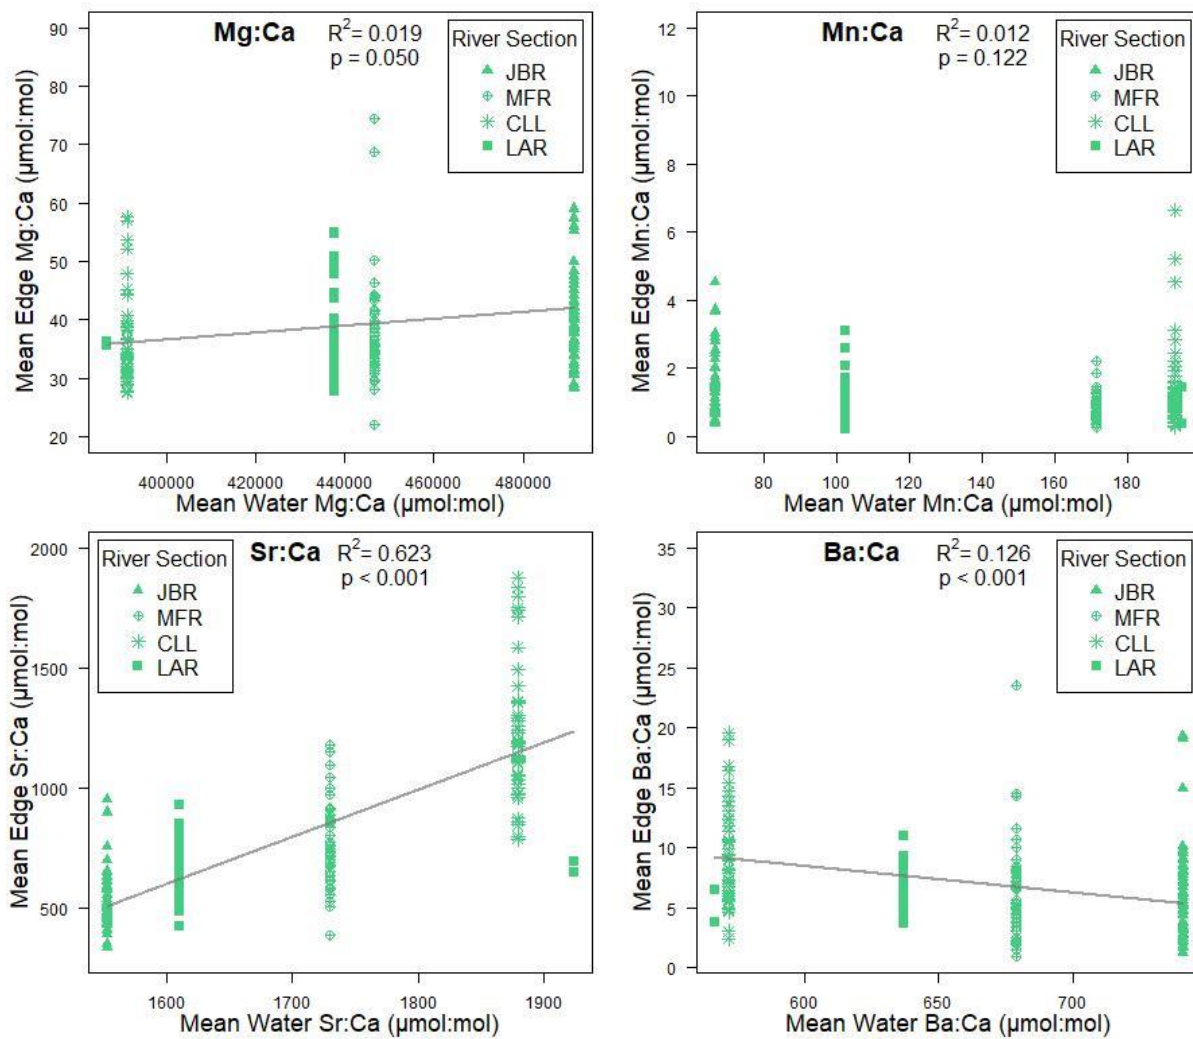 Mg:Ca
R²= 0.019
p = 0.050
River Section
JBR
MFR
CLL
LAR
90
80
70
60
50
40
30
20
Mean Edge Mg:Ca (µmol:mol)
400000 420000 440000 460000 480000
Mean Water Mg:Ca (µmol:mol)
Mn:Ca
R²= 0.012
p = 0.122
River Section
JBR
MFR
CLL
LAR
12
10
8
6
4
2
0
Mean Edge Mn:Ca (µmol:mol)
80 100 120 140 160 180
Mean Water Mn:Ca (µmol:mol)
Sr:Ca
R²= 0.623
p < 0.001
River Section
JBR
MFR
CLL
LAR
2000
1500
1000
500
Mean Edge Sr:Ca (µmol:mol)
1600 1700 1800 1900
Mean Water Sr:Ca (µmol:mol)
Ba:Ca
R²= 0.126
p < 0.001
River Section
JBR
MFR
CLL
LAR
35
30
25
20
15
10
5
0
Mean Edge Ba:Ca (µmol:mol)
600 650 700
Mean Water Ba:Ca (µmol:mol)